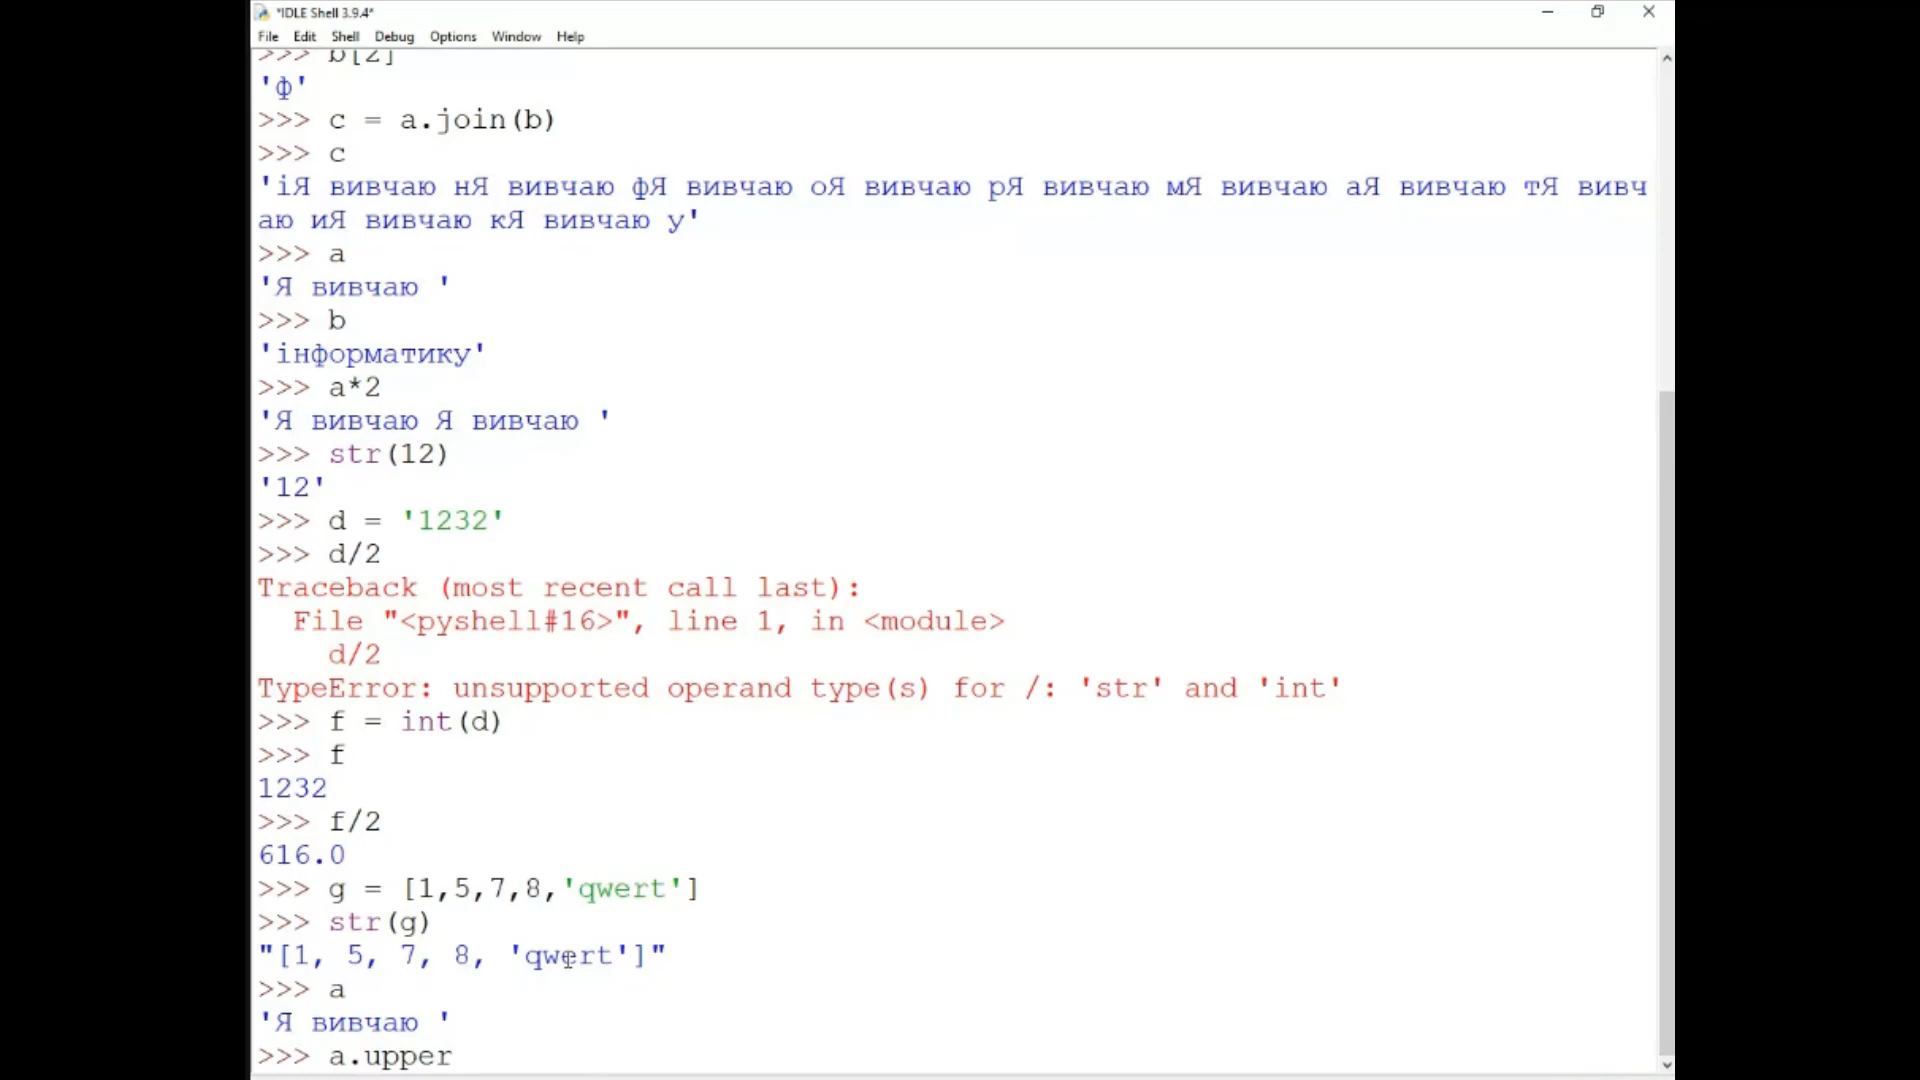 *IDLE Shell 3.9.4*
File Edit Shell Debug Options Window Help
>>> b[2]
'ф'
>>> c = a.join(b)
>>> c
'іЯ вивчаю нЯ вивчаю фЯ вивчаю оЯ вивчаю рЯ вивчаю мЯ вивчаю аЯ вивчаю тЯ вивч
аю иЯ вивчаю кЯ вивчаю у'
>>> a
'Я вивчаю '
>>> b
'інформатику'
>>> a*2
'Я вивчаю Я вивчаю '
>>> str(12)
'12'
>>> d = '1232'
>>> d/2
Traceback (most recent call last):
  File "<pyshell#16>", line 1, in <module>
    d/2
TypeError: unsupported operand type(s) for /: 'str' and 'int'
>>> f = int(d)
>>> f
1232
>>> f/2
616.0
>>> g = [1,5,7,8,'qwert']
>>> str(g)
"[1, 5, 7, 8, 'qwert']"
>>> a
'Я вивчаю '
>>> a.upper